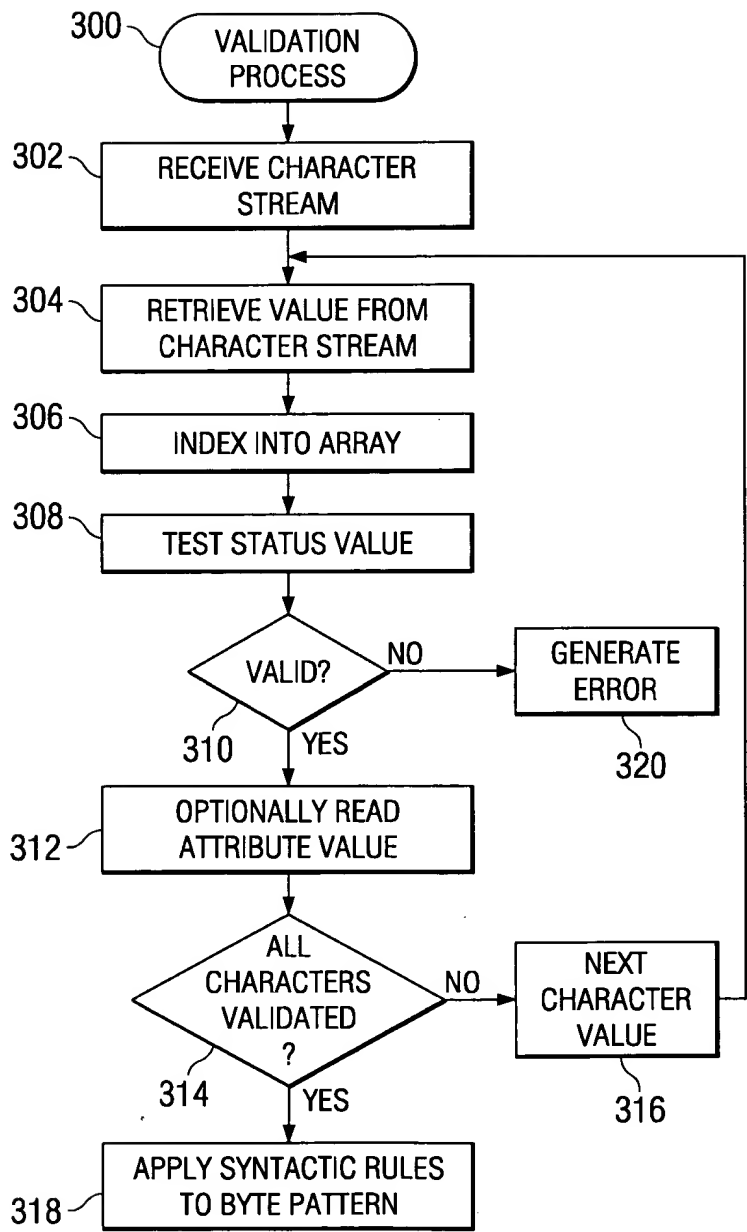 300
VALIDATION
PROCESS
302
RECEIVE CHARACTER
STREAM
304
RETRIEVE VALUE FROM
CHARACTER STREAM
306
INDEX INTO ARRAY
308
TEST STATUS VALUE
VALID?
NO
GENERATE
ERROR
310
YES
320
312
OPTIONALLY READ
ATTRIBUTE VALUE
ALL
CHARACTERS
VALIDATED
?
NO
NEXT
CHARACTER
VALUE
314
YES
316
318
APPLY SYNTACTIC RULES
TO BYTE PATTERN